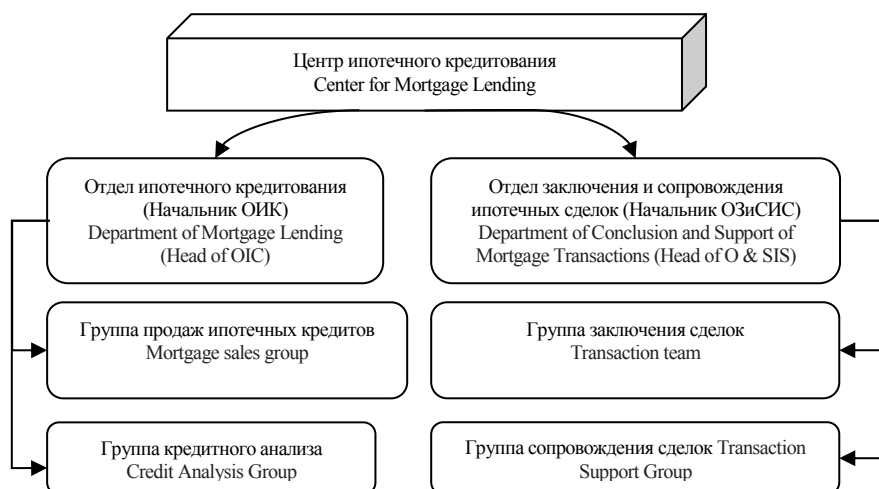 Центр ипотечного кредитования
Center for Mortgage Lending
Отдел ипотечного кредитования
(Начальник ОИК)
Department of Mortgage Lending
(Head of OIC)
Отдел заключения и сопровождения
ипотечных сделок (Начальник ОЗиСИС)
Department of Conclusion and Support of
Mortgage Transactions (Head of O & SIS)
Группа продаж ипотечных кредитов
Mortgage sales group
Группа заключения сделок
Transaction team
Группа кредитного анализа
Credit Analysis Group
Группа сопровождения сделок Transaction
Support Group